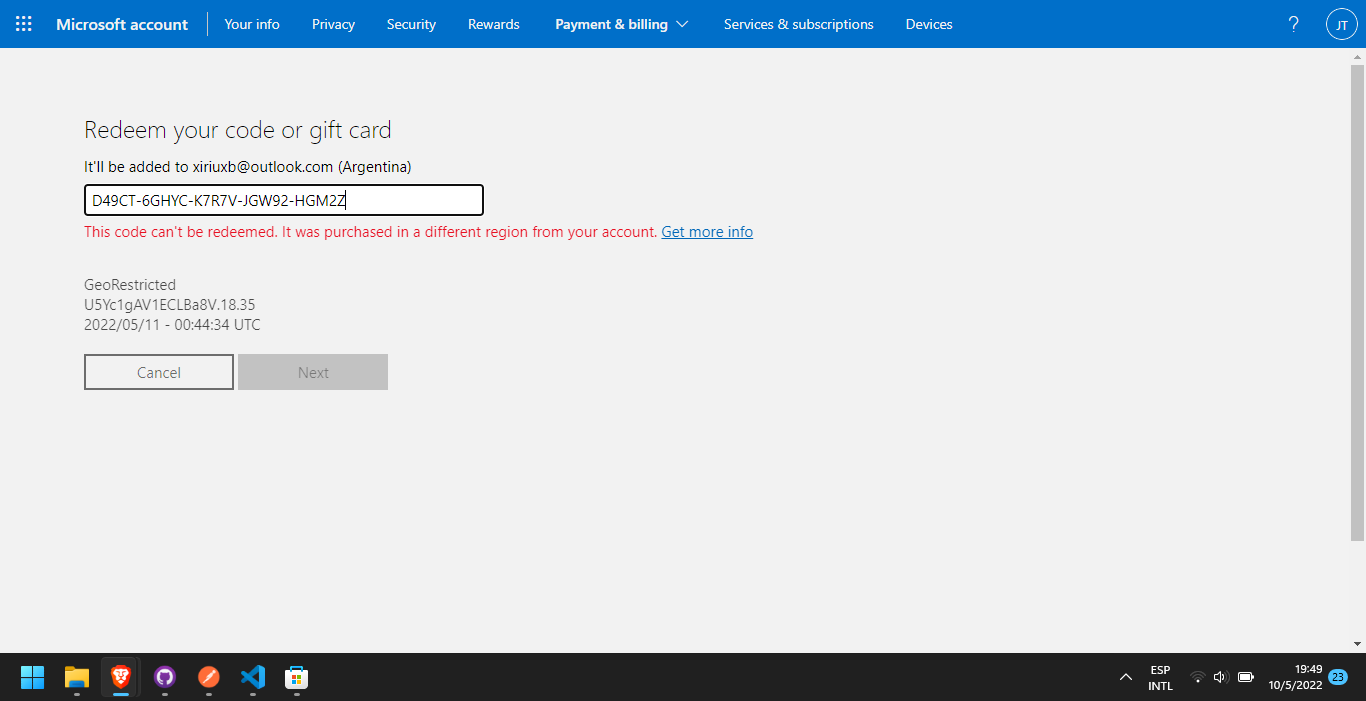 Microsoft account Your info Privacy Security Rewards Payment & billing Services & subscriptions Devices ? JT
Redeem your code or gift card
It'll be added to xiriuxb@outlook.com (Argentina)
D49CT-6GHYC-K7R7V-JGW92-HGM2Z
This code can't be redeemed. It was purchased in a different region from your account. Get more info
GeoRestricted
U5Yc1gAV1ECLBa8V.18.35
2022/05/11 - 00:44:34 UTC
Cancel Next
ESP
INTL
19:49
10/5/2022
23